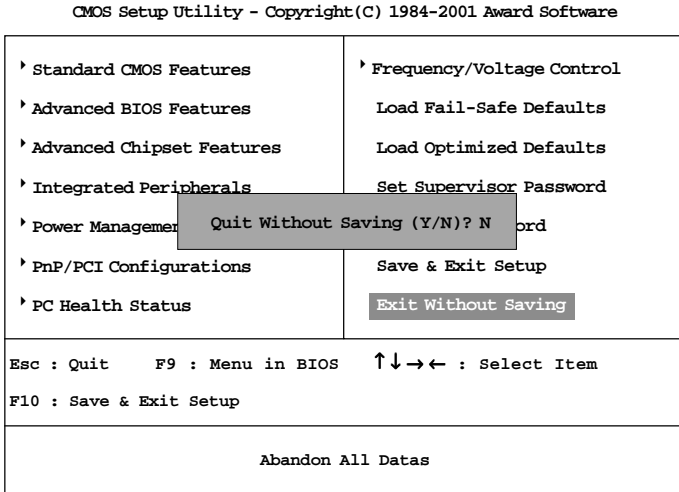 CMOS Setup Utility - Copyright(C) 1984-2001 Award Software
Standard CMOS Features
Advanced BIOS Features
Advanced Chipset Features
Integrated Peripherals
Power Managemen
PnP/PCI Configurations
PC Health Status
Frequency/Voltage Control
Load Fail-Safe Defaults
Load Optimized Defaults
Set Supervisor Password
ord
Save & Exit Setup
Exit Without Saving
Quit Without Saving (Y/N)? N
Esc : Quit F9 : Menu in BIOS ↑↓→← : Select Item
F10 : Save & Exit Setup
Abandon All Datas